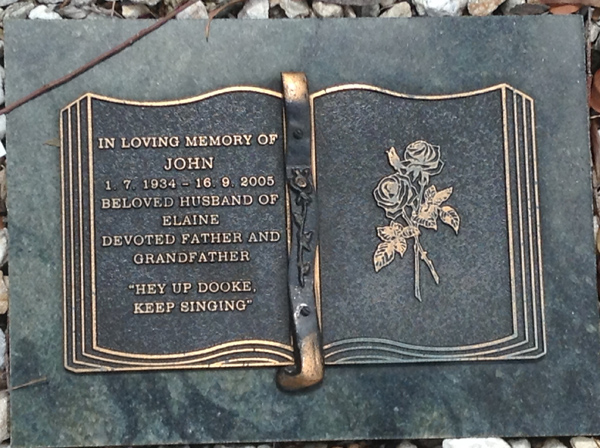 IN LOVING MEMORY OF
JOHN
1. 7. 1934 - 16. 9. 2005
BELOVED HUSBAND OF
ELAINE
DEVOTED FATHER AND
GRANDFATHER
"HEY UP DOOKE,
KEEP SINGING"